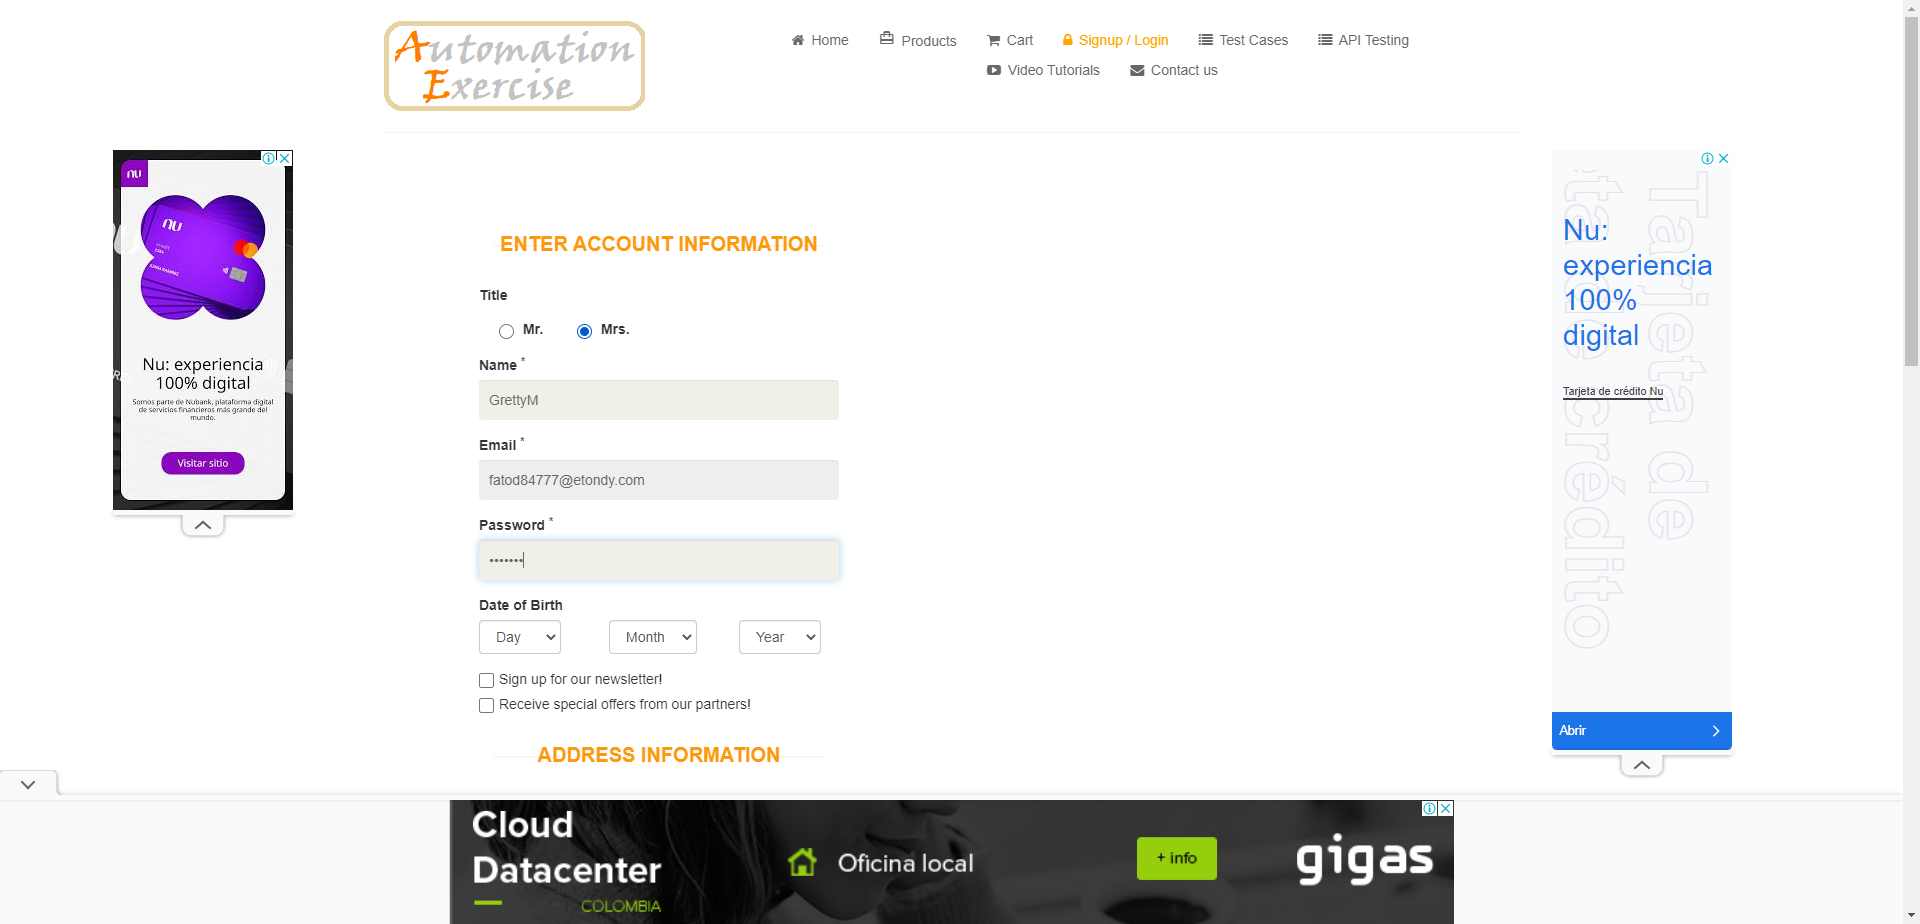 Automation
Exercise
Home
Products
Cart
Signup / Login
Test Cases
API Testing
Video Tutorials
Contact us
nu
nu
Nu: experiencia
100% digital
Somos parte de Nubank, plataforma digital
de servicios financieros más grande del
mundo.
Visitar sitio
ENTER ACCOUNT INFORMATION
Title
Mr.
Mrs.
Name *
GrettyM
Email *
fatod84777@etondy.com
Password *
•••••••
Date of Birth
Day
Month
Year
Sign up for our newsletter!
Receive special offers from our partners!
ADDRESS INFORMATION
Tarjeta de
crédito
Nu:
experiencia
100%
digital
Tarjeta de crédito Nu
Abrir
Cloud
Datacenter
COLOMBIA
Oficina local
+ info
gigas